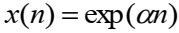 x(n) = exp(αn)